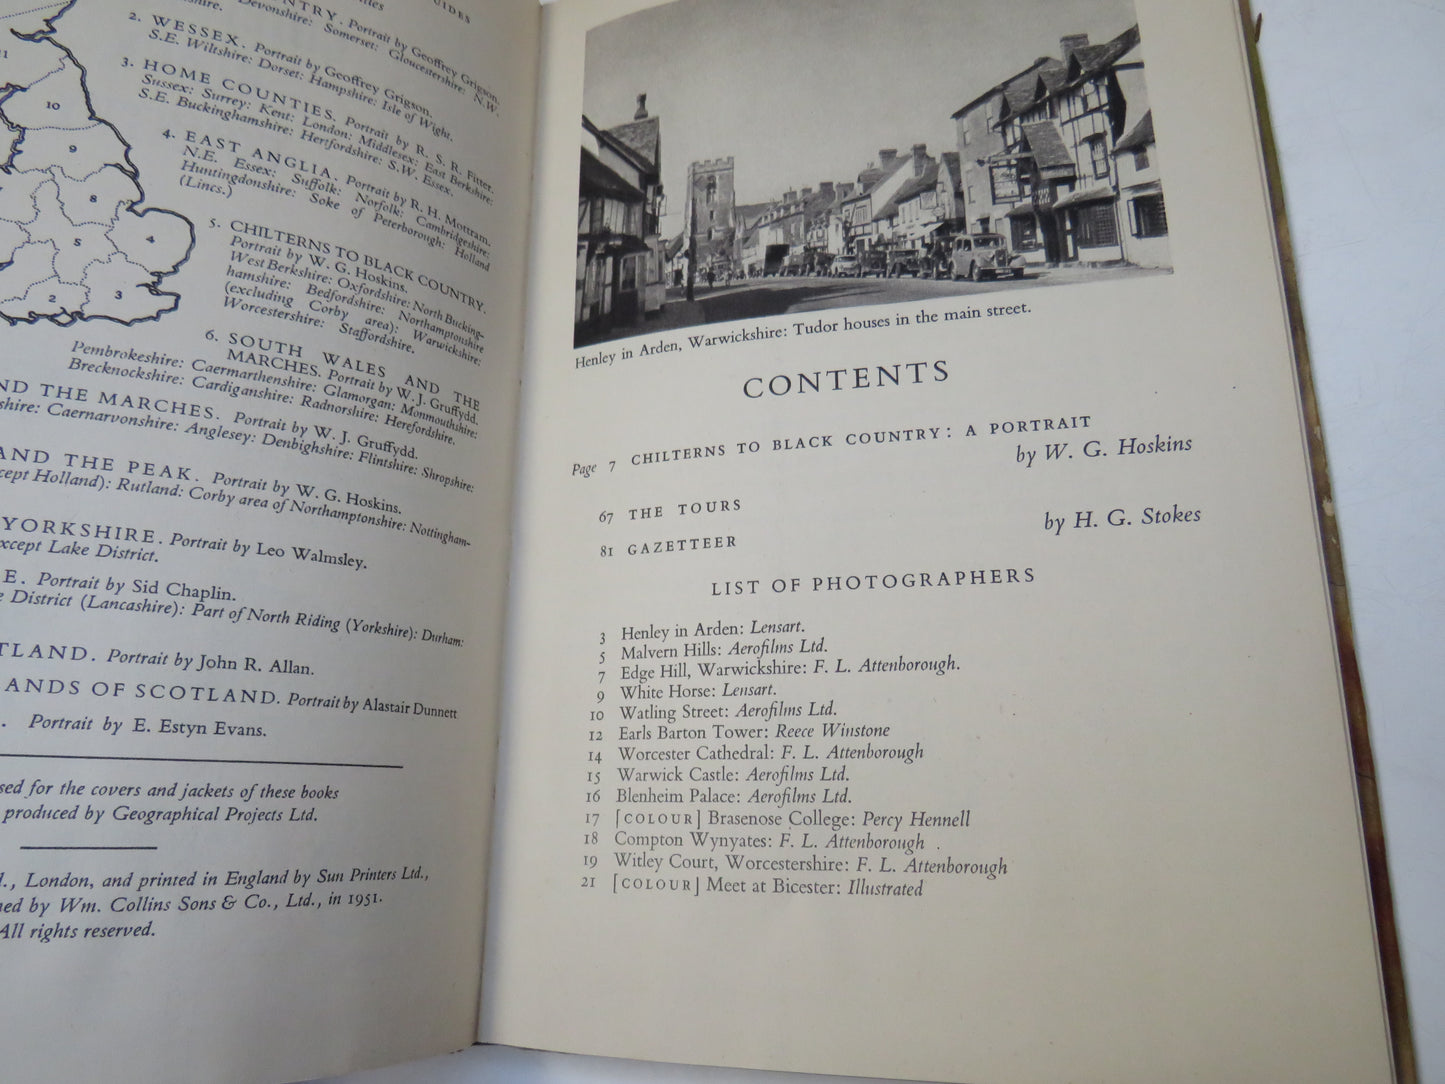 GUIDES
NTRY. Portrait by Geoffrey Grigson.
Devonshire: Somerset: Gloucestershire: N.W.
2. WESSEX. Portrait by Geoffrey Grigson.
S.E. Wiltshire: Dorset: Hampshire: Isle of Wight.
3. HOME COUNTIES. Portrait by R. S. R. Fitter.
Sussex: Surrey: Kent: London: Middlesex: East Berkshire:
S.E. Buckinghamshire: Hertfordshire: S.W. Essex.
4. EAST ANGLIA. Portrait by R. H. Mottram.
N.E. Essex: Suffolk: Norfolk: Cambridgeshire:
Huntingdonshire: Soke of Peterborough: Holland
(Lincs.)
5. CHILTERNS TO BLACK COUNTRY.
Portrait by W. G. Hoskins.
West Berkshire: Oxfordshire: North Bucking-
hamshire: Bedfordshire: Northamptonshire
(excluding Corby area): Warwickshire:
Worcestershire: Staffordshire.
6. SOUTH WALES AND THE
MARCHES. Portrait by W. J. Gruffydd.
Pembrokeshire: Caermarthenshire: Glamorgan: Monmouthshire:
Brecknockshire: Cardiganshire: Radnorshire: Herefordshire.
ND THE MARCHES. Portrait by W. J. Gruffydd.
shire: Caernarvonshire: Anglesey: Denbighshire: Flintshire: Shropshire:
AND THE PEAK. Portrait by W. G. Hoskins.
cept Holland): Rutland: Corby area of Northamptonshire: Nottingham-
YORKSHIRE. Portrait by Leo Walmsley.
xcept Lake District.
E. Portrait by Sid Chaplin.
e District (Lancashire): Part of North Riding (Yorkshire): Durham:
TLAND. Portrait by John R. Allan.
ANDS OF SCOTLAND. Portrait by Alastair Dunnett
. Portrait by E. Estyn Evans.
sed for the covers and jackets of these books
produced by Geographical Projects Ltd.
d., London, and printed in England by Sun Printers Ltd.,
ned by Wm. Collins Sons & Co., Ltd., in 1951.
All rights reserved.
11
10
9
8
4
5
2
3
Henley in Arden, Warwickshire: Tudor houses in the main street.
CONTENTS
Page 7 CHILTERNS TO BLACK COUNTRY: A PORTRAIT
by W. G. Hoskins
67 THE TOURS
81 GAZETTEER by H. G. Stokes
LIST OF PHOTOGRAPHERS
3 Henley in Arden: Lensart.
5 Malvern Hills: Aerofilms Ltd.
7 Edge Hill, Warwickshire: F. L. Attenborough.
9 White Horse: Lensart.
10 Watling Street: Aerofilms Ltd.
12 Earls Barton Tower: Reece Winstone
14 Worcester Cathedral: F. L. Attenborough
15 Warwick Castle: Aerofilms Ltd.
16 Blenheim Palace: Aerofilms Ltd.
17 [COLOUR] Brasenose College: Percy Hennell
18 Compton Wynyates: F. L. Attenborough .
19 Witley Court, Worcestershire: F. L. Attenborough
21 [COLOUR] Meet at Bicester: Illustrated